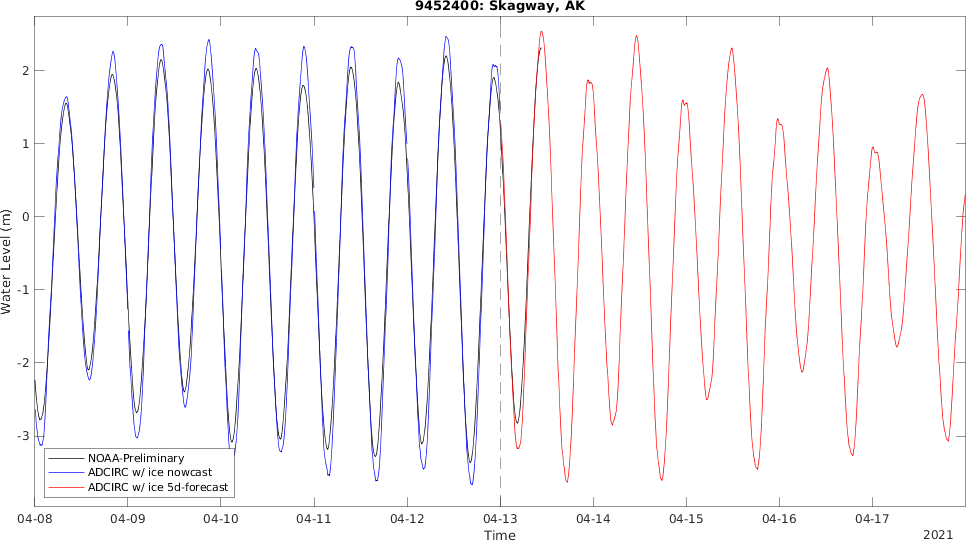 9452400: Skagway, AK
Water Level (m)
2
1
0
-1
-2
-3
NOAA-Preliminary
ADCIRC w/ ice nowcast
ADCIRC w/ ice 5d-forecast
04-08 04-09 04-10 04-11 04-12 04-13 04-14 04-15 04-16 04-17
Time
2021